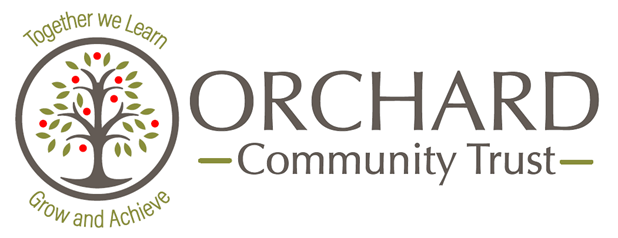 Together we Learn
Grow and Achieve
ORCHARD
Community Trust